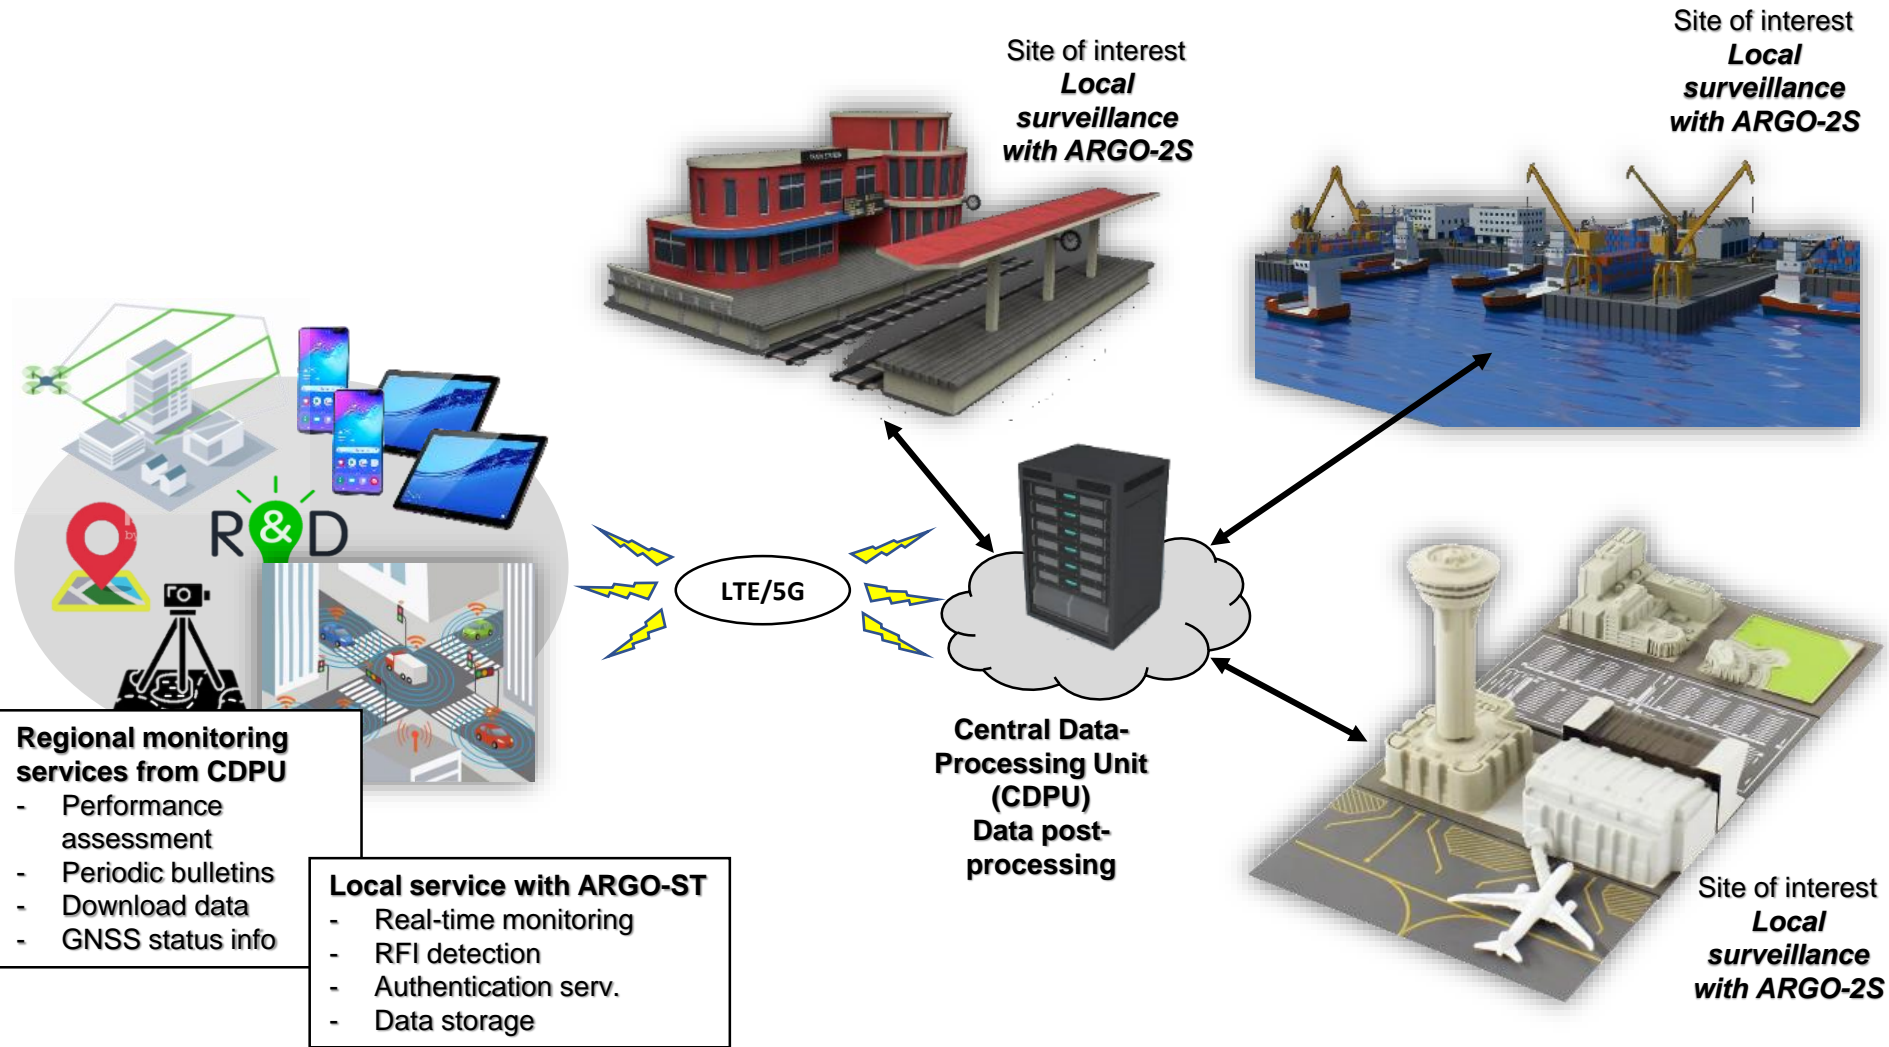 Site of interest
Local
surveillance
with ARGO-2S
Site of interest
Local
surveillance
with ARGO-2S
R&D
LTE/5G
Central Data-
Processing Unit
(CDPU)
Data post-
processing
Regional monitoring
services from CDPU
- Performance
assessment
- Periodic bulletins
- Download data
- GNSS status info
Local service with ARGO-ST
- Real-time monitoring
- RFI detection
- Authentication serv.
- Data storage
Site of interest
Local
surveillance
with ARGO-2S